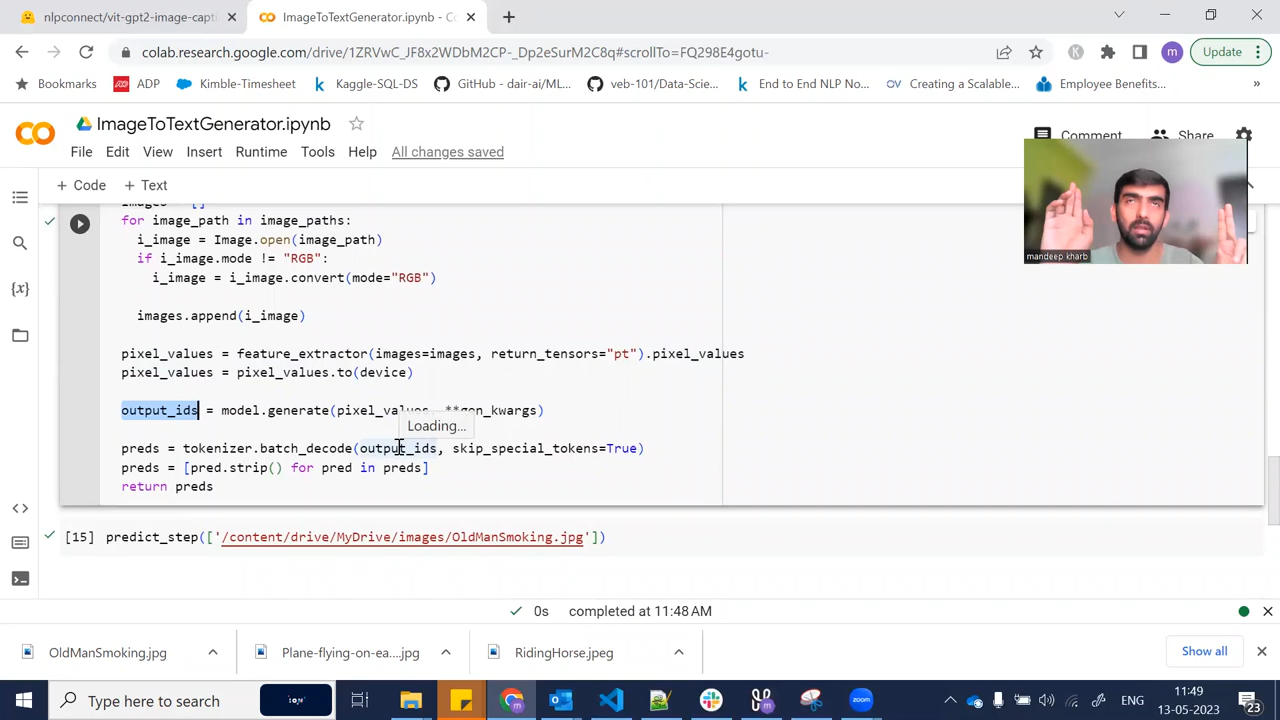 nlpconnect/vit-gpt2-image-capti
ImageToTextGenerator.ipynb - Co
colab.research.google.com/drive/1ZRVwC_JF8x2WDbM2CP-_Dp2eSurM2C8q#scrollTo=FQ298E4gotu-
Update
Bookmarks
ADP
Kimble-Timesheet
Kaggle-SQL-DS
GitHub - dair-ai/ML...
veb-101/Data-Scie...
End to End NLP No...
Creating a Scalable...
Employee Benefits...
ImageToTextGenerator.ipynb
Comment
Share
File Edit View Insert Runtime Tools Help All changes saved
+ Code + Text
images = []
for image_path in image_paths:
i_image = Image.open(image_path)
if i_image.mode != "RGB":
i_image = i_image.convert(mode="RGB")
images.append(i_image)
pixel_values = feature_extractor(images=images, return_tensors="pt").pixel_values
pixel_values = pixel_values.to(device)
output_ids = model.generate(pixel_values, **gen_kwargs)
Loading...
preds = tokenizer.batch_decode(output_ids, skip_special_tokens=True)
preds = [pred.strip() for pred in preds]
return preds
[15] predict_step(['/content/drive/MyDrive/images/OldManSmoking.jpg'])
mandeep kharb
0s completed at 11:48 AM
OldManSmoking.jpg
Plane-flying-on-ea....jpg
RidingHorse.jpeg
Show all
Type here to search
ENG
11:49
13-05-2023
23